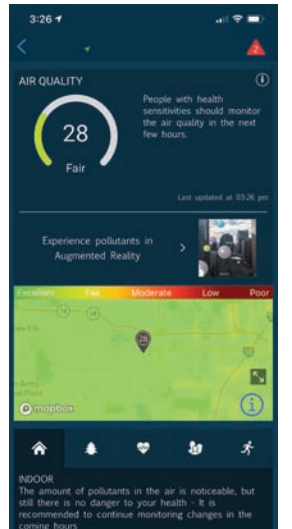 3:26
2
AIR QUALITY
28
Fair
People with health
sensitivities should monitor
the air quality in the next
few hours.
Last updated at 03:26 pm
Experience pollutants in
Augmented Reality
Excellent Fair Moderate Low Poor
28
mapbox
INDOOR
The amount of pollutants in the air is noticeable, but
still there is no danger to your health - It is
recommended to continue monitoring changes in the
coming hours